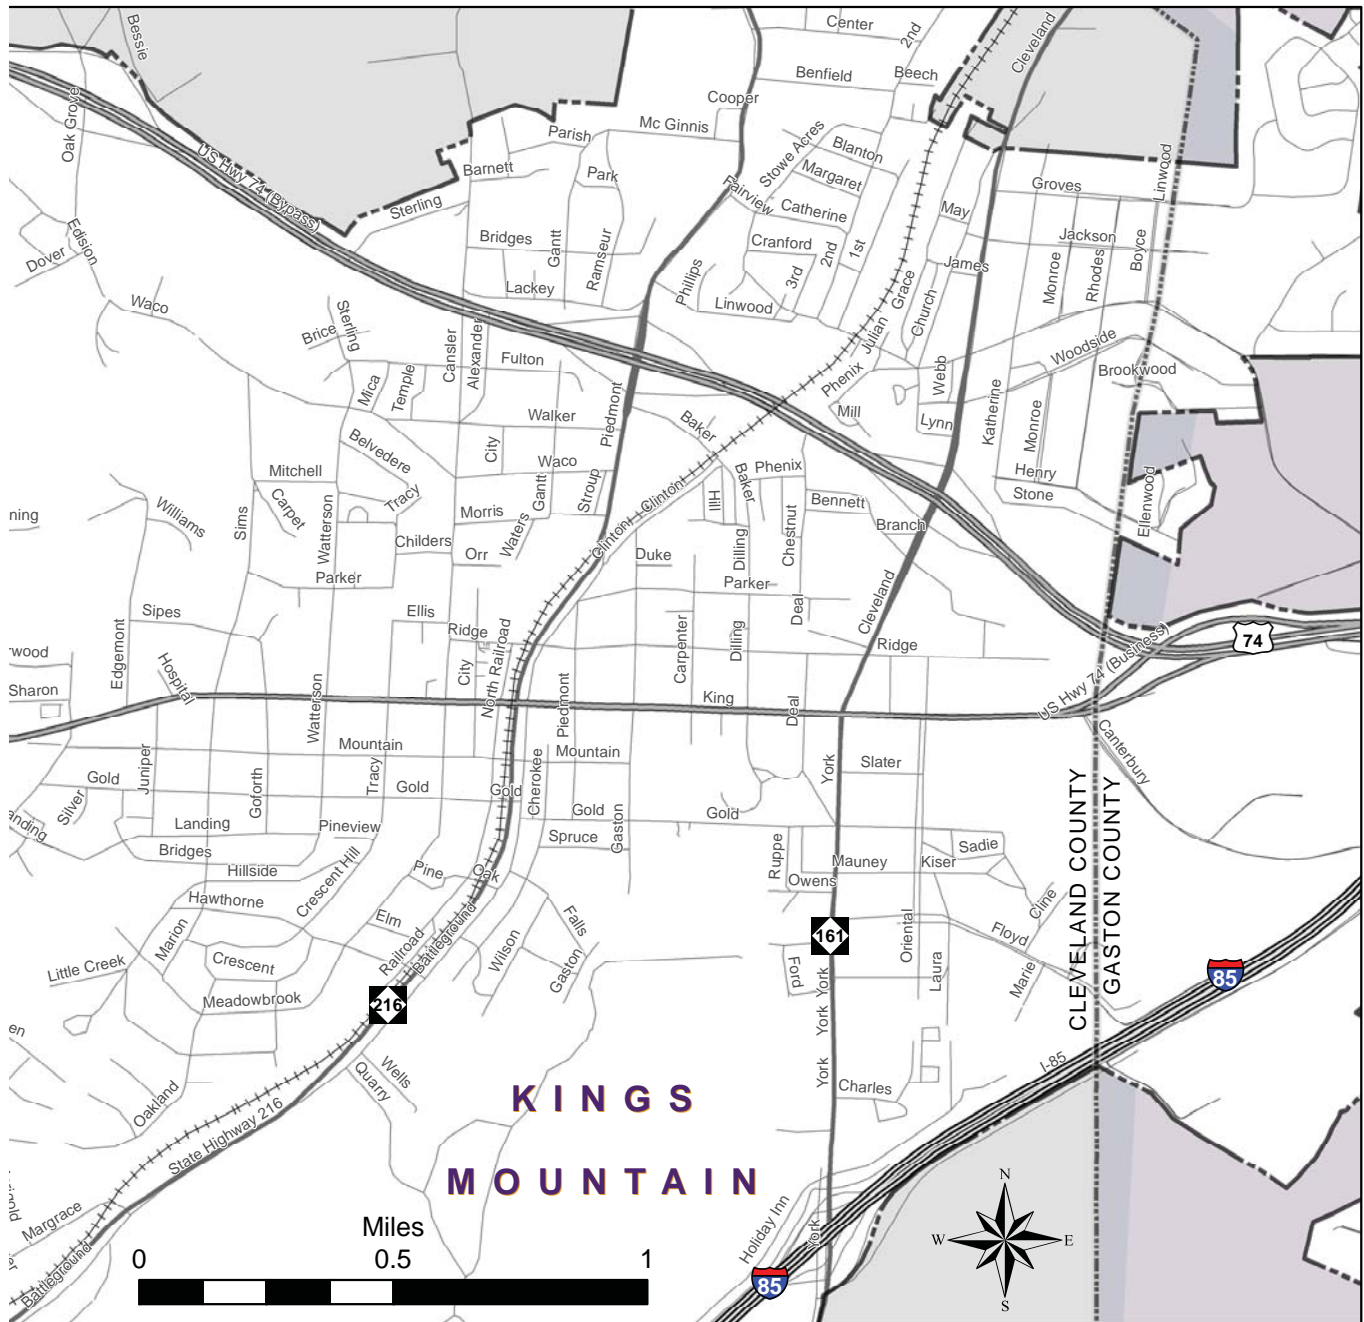 Bessie
Center
2nd
Cleveland
Benfield
Beech
Cooper
Oak Grove
US Hwy 74 (Bypass)
Parish
Mc Ginnis
Stowe Acres
Blanton
Barnett
Park
Margaret
Linwood
Groves
Fairview
Sterling
Catherine
May
Edision
Dover
Bridges
Gantt
Ramseur
Cranford
2nd
1st
Jackson
Boyce
Monroe
Rhodes
James
Phillips
3rd
Grace
Lackey
Linwood
Waco
Church
Sterling
Brice
Julian
Cansler
Alexander
Fulton
Woodside
Webb
Brookwood
Mica
Temple
Phenix
Piedmont
Walker
Baker
Mill
Lynn
Katherine
Monroe
Belvedere
City
Waco
Mitchell
Phenix
Henry
Stone
Tracy
Gantt
Stroup
Clinton
Baker
Hill
Bennett
Ellenwood
Carpet
Williams
Sims
Watterson
Morris
Waters
Clinton
Chestnut
Branch
ning
Childers
Orr
Duke
Dilling
Parker
Parker
Cleveland
Sipes
Ellis
Deal
Ridge
North Railroad
Carpenter
Dilling
Ridge
74
US Hwy 74 (Business)
rwood
Edgemont
Hospital
City
Sharon
Watterson
Piedmont
King
Deal
Canterbury
Mountain
Mountain
Juniper
Tracy
Cherokee
York
Slater
CLEVELAND COUNTY
GASTON COUNTY
Gold
Goforth
Gold
Gold
Gold
Gold
Silver
anding
Landing
Pineview
Spruce
Gaston
Bridges
Ruppe
Sadie
Mauney
Kiser
Hillside
Crescent Hill
Pine
Oak
Owens
Hawthorne
Cline
Elm
Falls
Marion
Railroad
Battleground
Wilson
161
Oriental
Floyd
Little Creek
Crescent
Gaston
Ford
York
Laura
Marie
85
Meadowbrook
216
York
en
Wells
Quarry
York
I-85
Charles
Oakland
State Highway 216
KINGS
MOUNTAIN
Margrace
Battleground
Holiday Inn
York
85
Miles
0
0.5
1
N
W
E
S